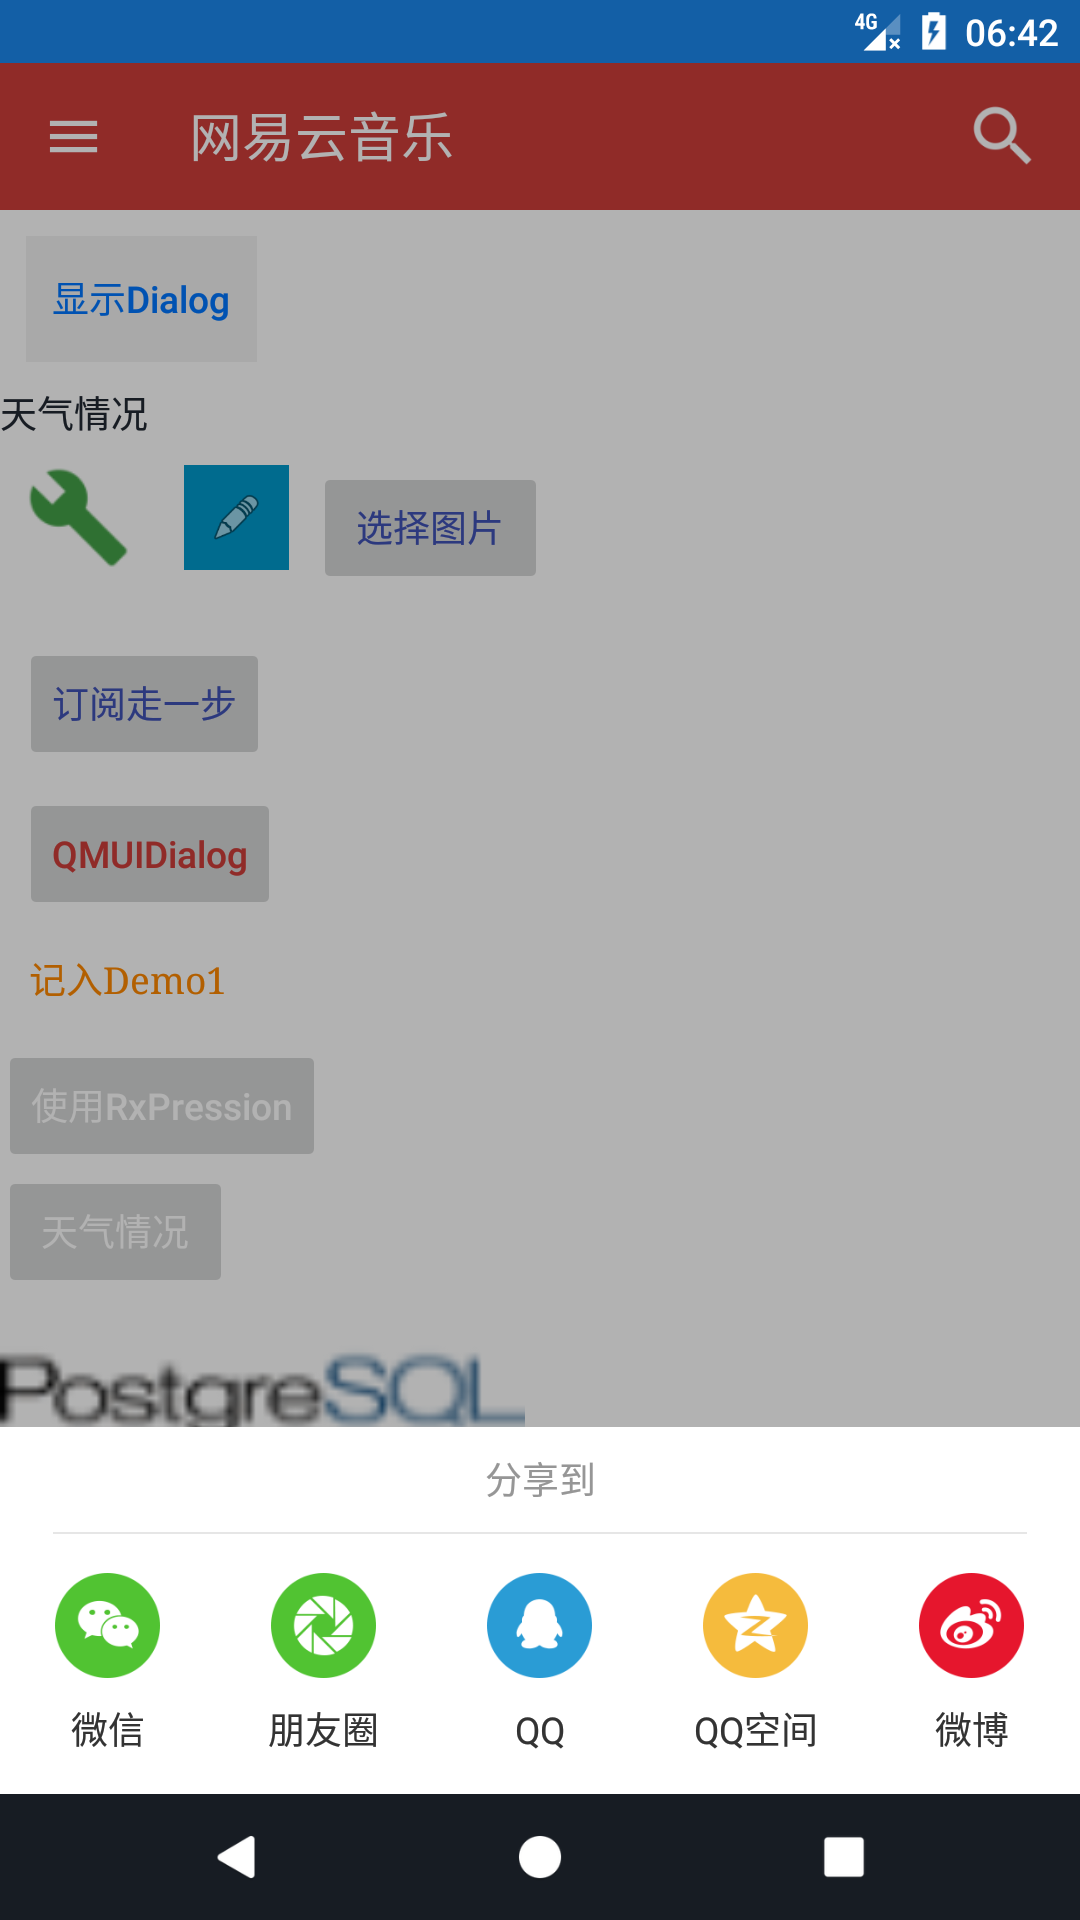 4G 06:42
网易云音乐
显示Dialog
天气情况
选择图片
订阅走一步
QMUIDialog
记入Demo1
使用RxPression
天气情况
PostgreSQL
分享到
微信 朋友圈 QQ QQ空间 微博